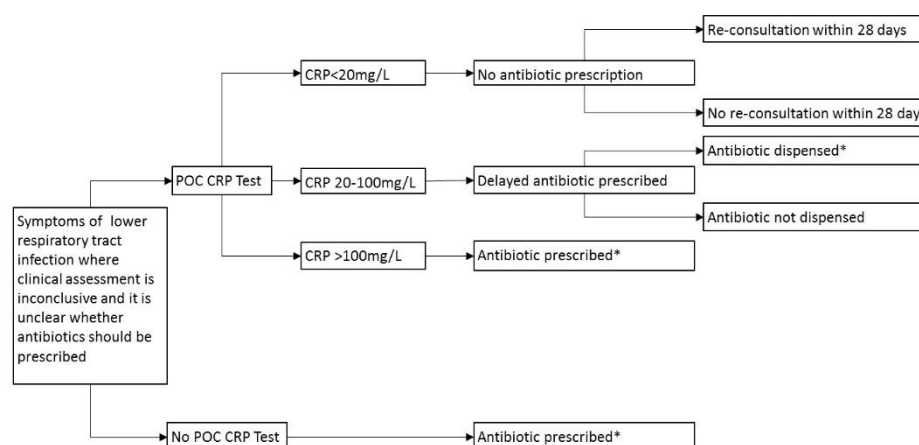 Re-consultation within 28 days
CRP<20mg/L
No antibiotic prescription
No re-consultation within 28 day
Antibiotic dispensed*
POC CRP Test
CRP 20-100mg/L
Delayed antibiotic prescribed
Antibiotic not dispensed
Symptoms of lower
respiratory tract
infection where
clinical assessment is
inconclusive and it is
unclear whether
antibiotics should be
prescribed
CRP >100mg/L
Antibiotic prescribed*
No POC CRP Test
Antibiotic prescribed*